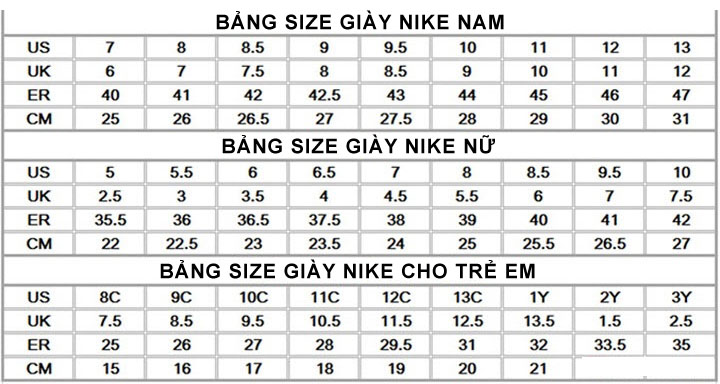 BẢNG SIZE GIÀY NIKE NAM
US 7 8 8.5 9 9.5 10 11 12 13
UK 6 7 7.5 8 8.5 9 10 11 12
ER 40 41 42 42.5 43 44 45 46 47
CM 25 26 26.5 27 27.5 28 29 30 31
BẢNG SIZE GIÀY NIKE NỮ
US 5 5.5 6 6.5 7 8 8.5 9.5 10
UK 2.5 3 3.5 4 4.5 5.5 6 7 7.5
ER 35.5 36 36.5 37.5 38 39 40 41 42
CM 22 22.5 23 23.5 24 25 25.5 26.5 27
BẢNG SIZE GIÀY NIKE CHO TRẺ EM
US 8C 9C 10C 11C 12C 13C 1Y 2Y 3Y
UK 7.5 8.5 9.5 10.5 11.5 12.5 13.5 1.5 2.5
ER 25 26 27 28 29.5 31 32 33.5 35
CM 15 16 17 18 19 20 21